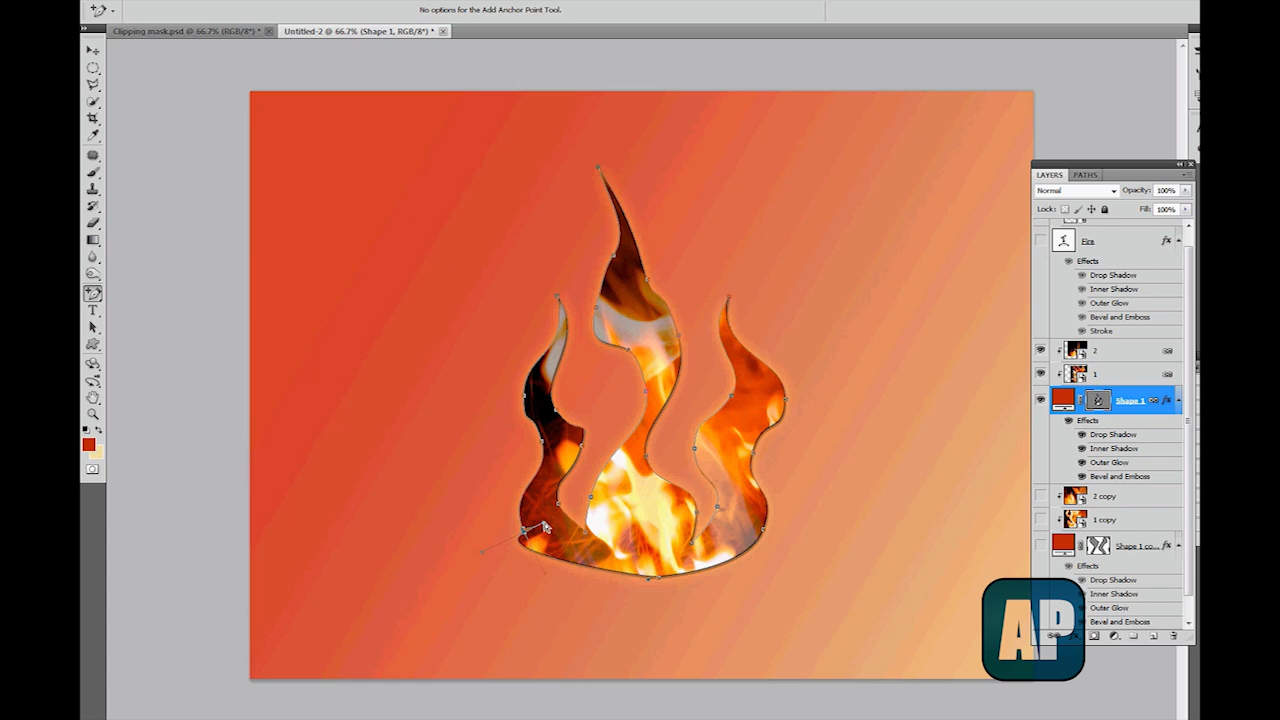 No options for the Add Anchor Point Tool.
Clipping mask.psd @ 66.7% (RGB/8*) *
Untitled-2 @ 66.7% (Shape 1, RGB/8*) *
LAYERS PATHS
Normal Opacity: 100%
Lock: Fill: 100%
Fire fx
Effects
Drop Shadow
Inner Shadow
Outer Glow
Bevel and Emboss
Stroke
2
1
Shape 1 fx
Effects
Drop Shadow
Inner Shadow
Outer Glow
Bevel and Emboss
2 copy
1 copy
Shape 1 co... fx
Effects
Drop Shadow
Inner Shadow
Outer Glow
Bevel and Emboss
AP
T